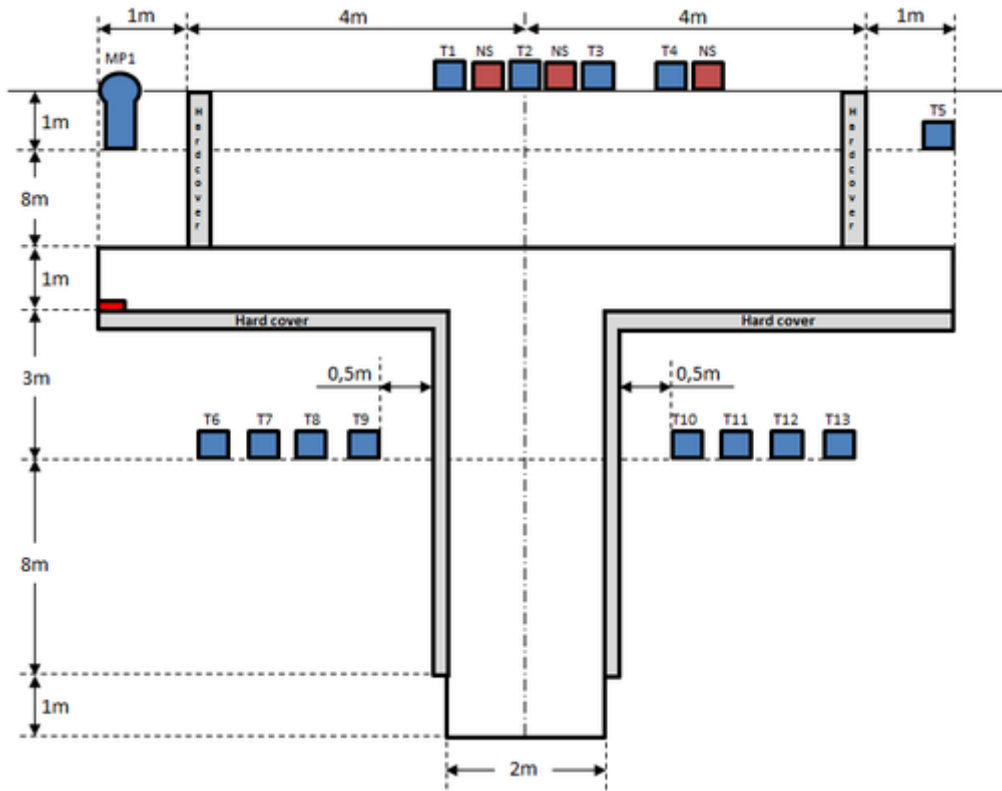 1m 4m 4m 1m
MP1 T1 NS T2 NS T3 T4 NS
1m
Hardcover
Hardcover
T5
8m
1m
Hard cover Hard cover
3m
0,5m 0,5m
T6 T7 T8 T9 T10 T11 T12 T13
8m
1m
2m